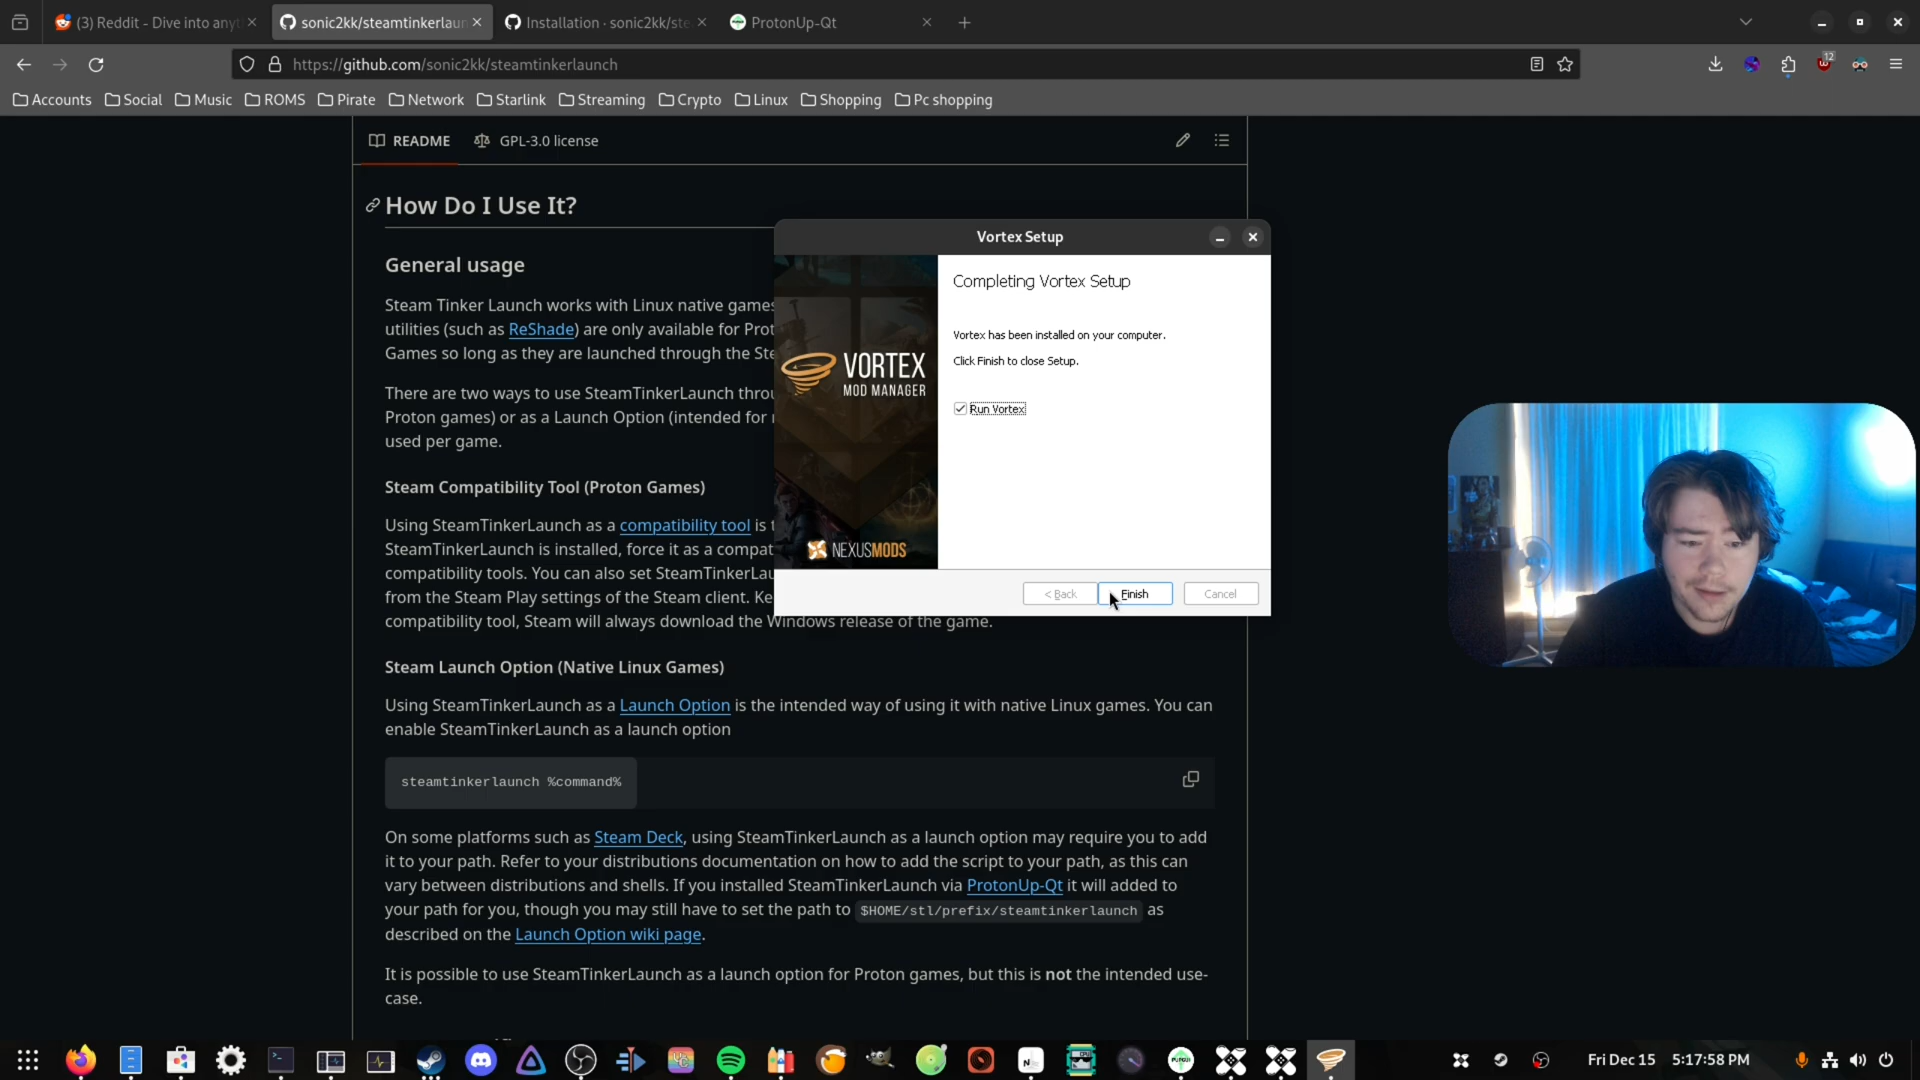 (3) Reddit - Dive into any
sonic2kk/steamtinkerlaun
Installation · sonic2kk/ste
ProtonUp-Qt
https://github.com/sonic2kk/steamtinkerlaunch
12
Accounts
Social
Music
ROMS
Pirate
Network
Starlink
Streaming
Crypto
Linux
Shopping
Pc shopping
README
GPL-3.0 license
How Do I Use It?
General usage
Steam Tinker Launch works with Linux native games
utilities (such as ReShade) are only available for Prot
Games so long as they are launched through the Ste
There are two ways to use SteamTinkerLaunch throu
Proton games) or as a Launch Option (intended for
used per game.
Steam Compatibility Tool (Proton Games)
Using SteamTinkerLaunch as a compatibility tool is
SteamTinkerLaunch is installed, force it as a compat
compatibility tools. You can also set SteamTinkerLau
from the Steam Play settings of the Steam client. Ke
compatibility tool, Steam will always download the Windows release of the game.
Steam Launch Option (Native Linux Games)
Using SteamTinkerLaunch as a Launch Option is the intended way of using it with native Linux games. You can
enable SteamTinkerLaunch as a launch option
steamtinkerlaunch %command%
On some platforms such as Steam Deck, using SteamTinkerLaunch as a launch option may require you to add
it to your path. Refer to your distributions documentation on how to add the script to your path, as this can
vary between distributions and shells. If you installed SteamTinkerLaunch via ProtonUp-Qt it will added to
your path for you, though you may still have to set the path to $HOME/stl/prefix/steamtinkerlaunch as
described on the Launch Option wiki page.
It is possible to use SteamTinkerLaunch as a launch option for Proton games, but this is not the intended use-
case.
Vortex Setup
VORTEX
MOD MANAGER
NEXUSMODS
Completing Vortex Setup
Vortex has been installed on your computer.
Click Finish to close Setup.
Run Vortex
< Back
Finish
Cancel
Fri Dec 15
5:17:58 PM